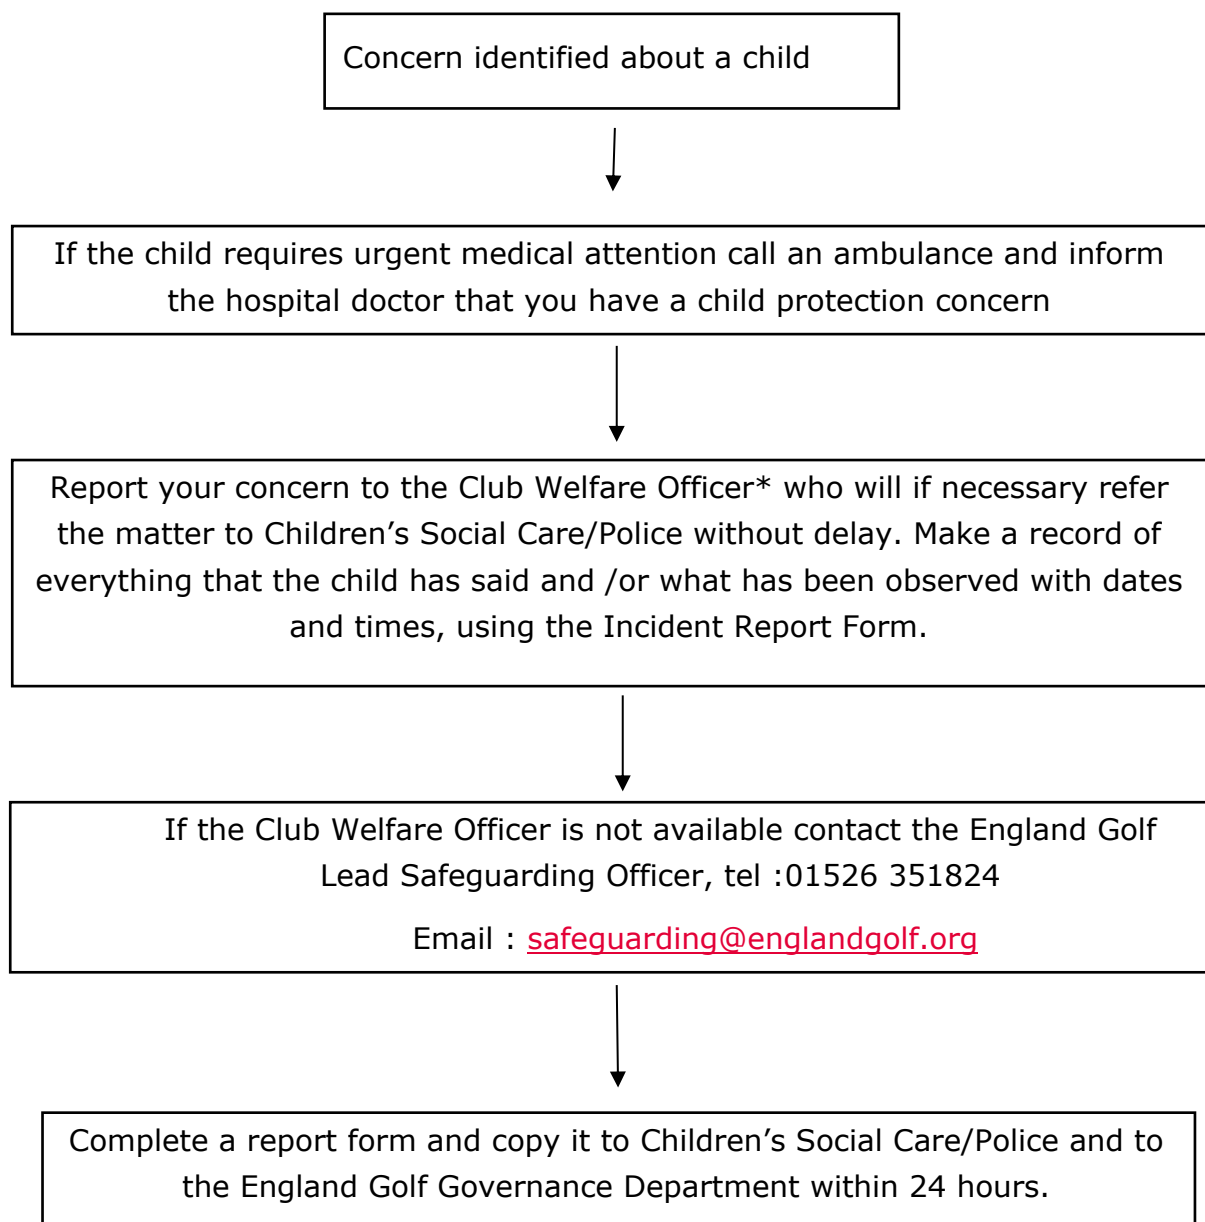 Concern identified about a child
If the child requires urgent medical attention call an ambulance and inform
the hospital doctor that you have a child protection concern
Report your concern to the Club Welfare Officer* who will if necessary refer
the matter to Children’s Social Care/Police without delay. Make a record of
everything that the child has said and /or what has been observed with dates
and times, using the Incident Report Form.
If the Club Welfare Officer is not available contact the England Golf
Lead Safeguarding Officer, tel :01526 351824
Email : safeguarding@englandgolf.org
Complete a report form and copy it to Children’s Social Care/Police and to
the England Golf Governance Department within 24 hours.